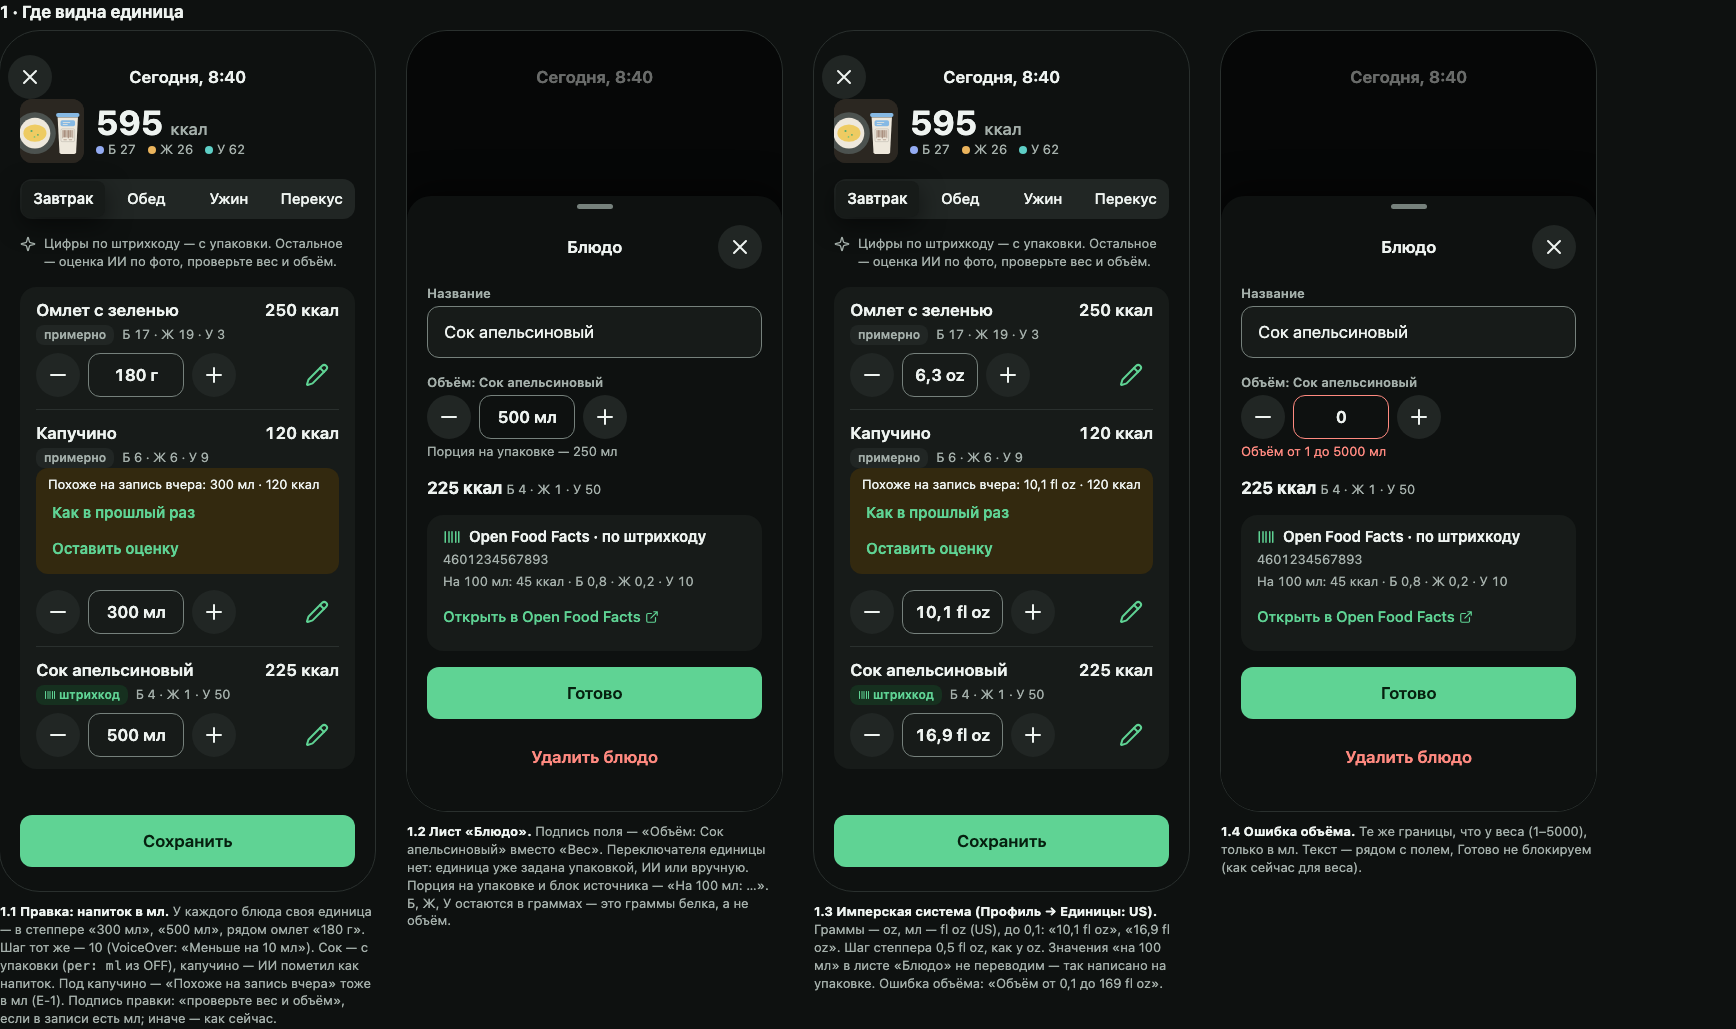 1 · Где видна единица
Сегодня, 8:40
595 ккал
Б 27 Ж 26 У 62
Завтрак Обед Ужин Перекус
Цифры по штрихкоду — с упаковки. Остальное
— оценка ИИ по фото, проверьте вес и объём.
Омлет с зеленью 250 ккал
примерно Б 17 · Ж 19 · У 3
180 г
Капучино 120 ккал
примерно Б 6 · Ж 6 · У 9
Похоже на запись вчера: 300 мл · 120 ккал
Как в прошлый раз
Оставить оценку
300 мл
Сок апельсиновый 225 ккал
штрихкод Б 4 · Ж 1 · У 50
500 мл
Сохранить
1.1 Правка: напиток в мл. У каждого блюда своя единица
— в степпере «300 мл», «500 мл», рядом омлет «180 г».
Шаг тот же — 10 (VoiceOver: «Меньше на 10 мл»). Сок — с
упаковки (per: ml из OFF), капучино — ИИ пометил как
напиток. Под капучино — «Похоже на запись вчера» тоже
в мл (E-1). Подпись правки: «проверьте вес и объём»,
если в записи есть мл; иначе — как сейчас.
Сегодня, 8:40
Блюдо
Название
Сок апельсиновый
Объём: Сок апельсиновый
500 мл
Порция на упаковке — 250 мл
225 ккал Б 4 · Ж 1 · У 50
Open Food Facts · по штрихкоду
4601234567893
На 100 мл: 45 ккал · Б 0,8 · Ж 0,2 · У 10
Открыть в Open Food Facts
Готово
Удалить блюдо
1.2 Лист «Блюдо». Подпись поля — «Объём: Сок
апельсиновый» вместо «Вес». Переключателя единицы
нет: единица уже задана упаковкой, ИИ или вручную.
Порция на упаковке и блок источника — «На 100 мл: …».
Б, Ж, У остаются в граммах — это граммы белка, а не
объём.
Сегодня, 8:40
595 ккал
Б 27 Ж 26 У 62
Завтрак Обед Ужин Перекус
Цифры по штрихкоду — с упаковки. Остальное
— оценка ИИ по фото, проверьте вес и объём.
Омлет с зеленью 250 ккал
примерно Б 17 · Ж 19 · У 3
6,3 oz
Капучино 120 ккал
примерно Б 6 · Ж 6 · У 9
Похоже на запись вчера: 10,1 fl oz · 120 ккал
Как в прошлый раз
Оставить оценку
10,1 fl oz
Сок апельсиновый 225 ккал
штрихкод Б 4 · Ж 1 · У 50
16,9 fl oz
Сохранить
1.3 Имперская система (Профиль → Единицы: US).
Граммы — oz, мл — fl oz (US), до 0,1: «10,1 fl oz», «16,9 fl
oz». Шаг степпера 0,5 fl oz, как у oz. Значения «на 100
мл» в листе «Блюдо» не переводим — так написано на
упаковке. Ошибка объёма: «Объём от 0,1 до 169 fl oz».
Сегодня, 8:40
Блюдо
Название
Сок апельсиновый
Объём: Сок апельсиновый
0
Объём от 1 до 5000 мл
225 ккал Б 4 · Ж 1 · У 50
Open Food Facts · по штрихкоду
4601234567893
На 100 мл: 45 ккал · Б 0,8 · Ж 0,2 · У 10
Открыть в Open Food Facts
Готово
Удалить блюдо
1.4 Ошибка объёма. Те же границы, что у веса (1–5000),
только в мл. Текст — рядом с полем, Готово не блокируем
(как сейчас для веса).